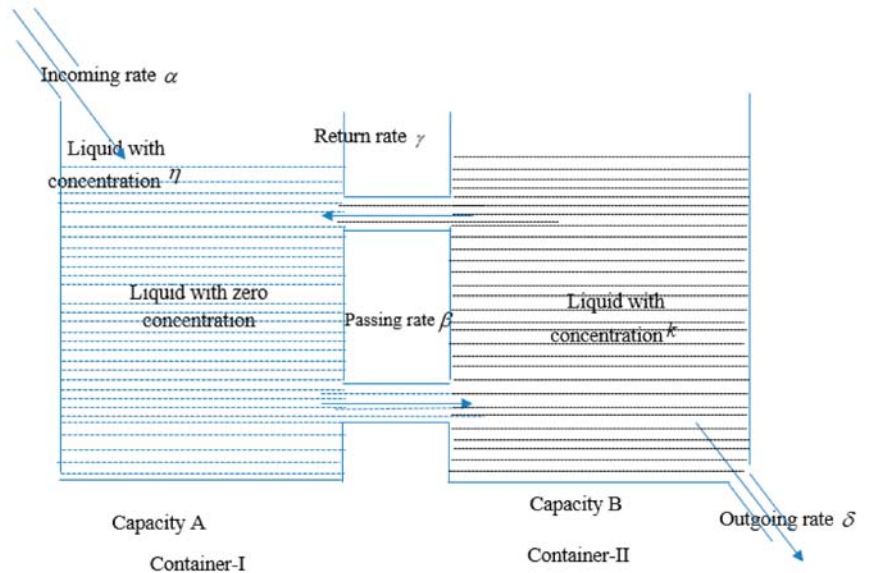 Incoming rate α
Liquid with
concentration η
Return rate γ
Liquid with zero
concentration
Passing rate β
Liquid with
concentration k
Capacity A
Container-I
Capacity B
Container-II
Outgoing rate δ